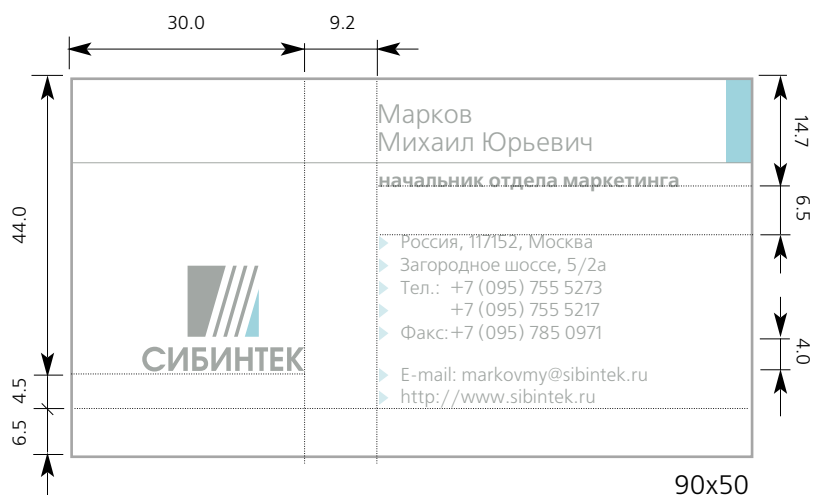 30.0
9.2
Марков
Михаил Юрьевич
14.7
начальник отдела маркетинга
6.5
44.0
Россия, 117152, Москва
Загородное шоссе, 5/2а
Тел.: +7 (095) 755 5273
+7 (095) 755 5217
Факс:+7 (095) 785 0971
4.0
СИБИНТЕК
E-mail: markovmy@sibintek.ru
http://www.sibintek.ru
4.5
6.5
90x50